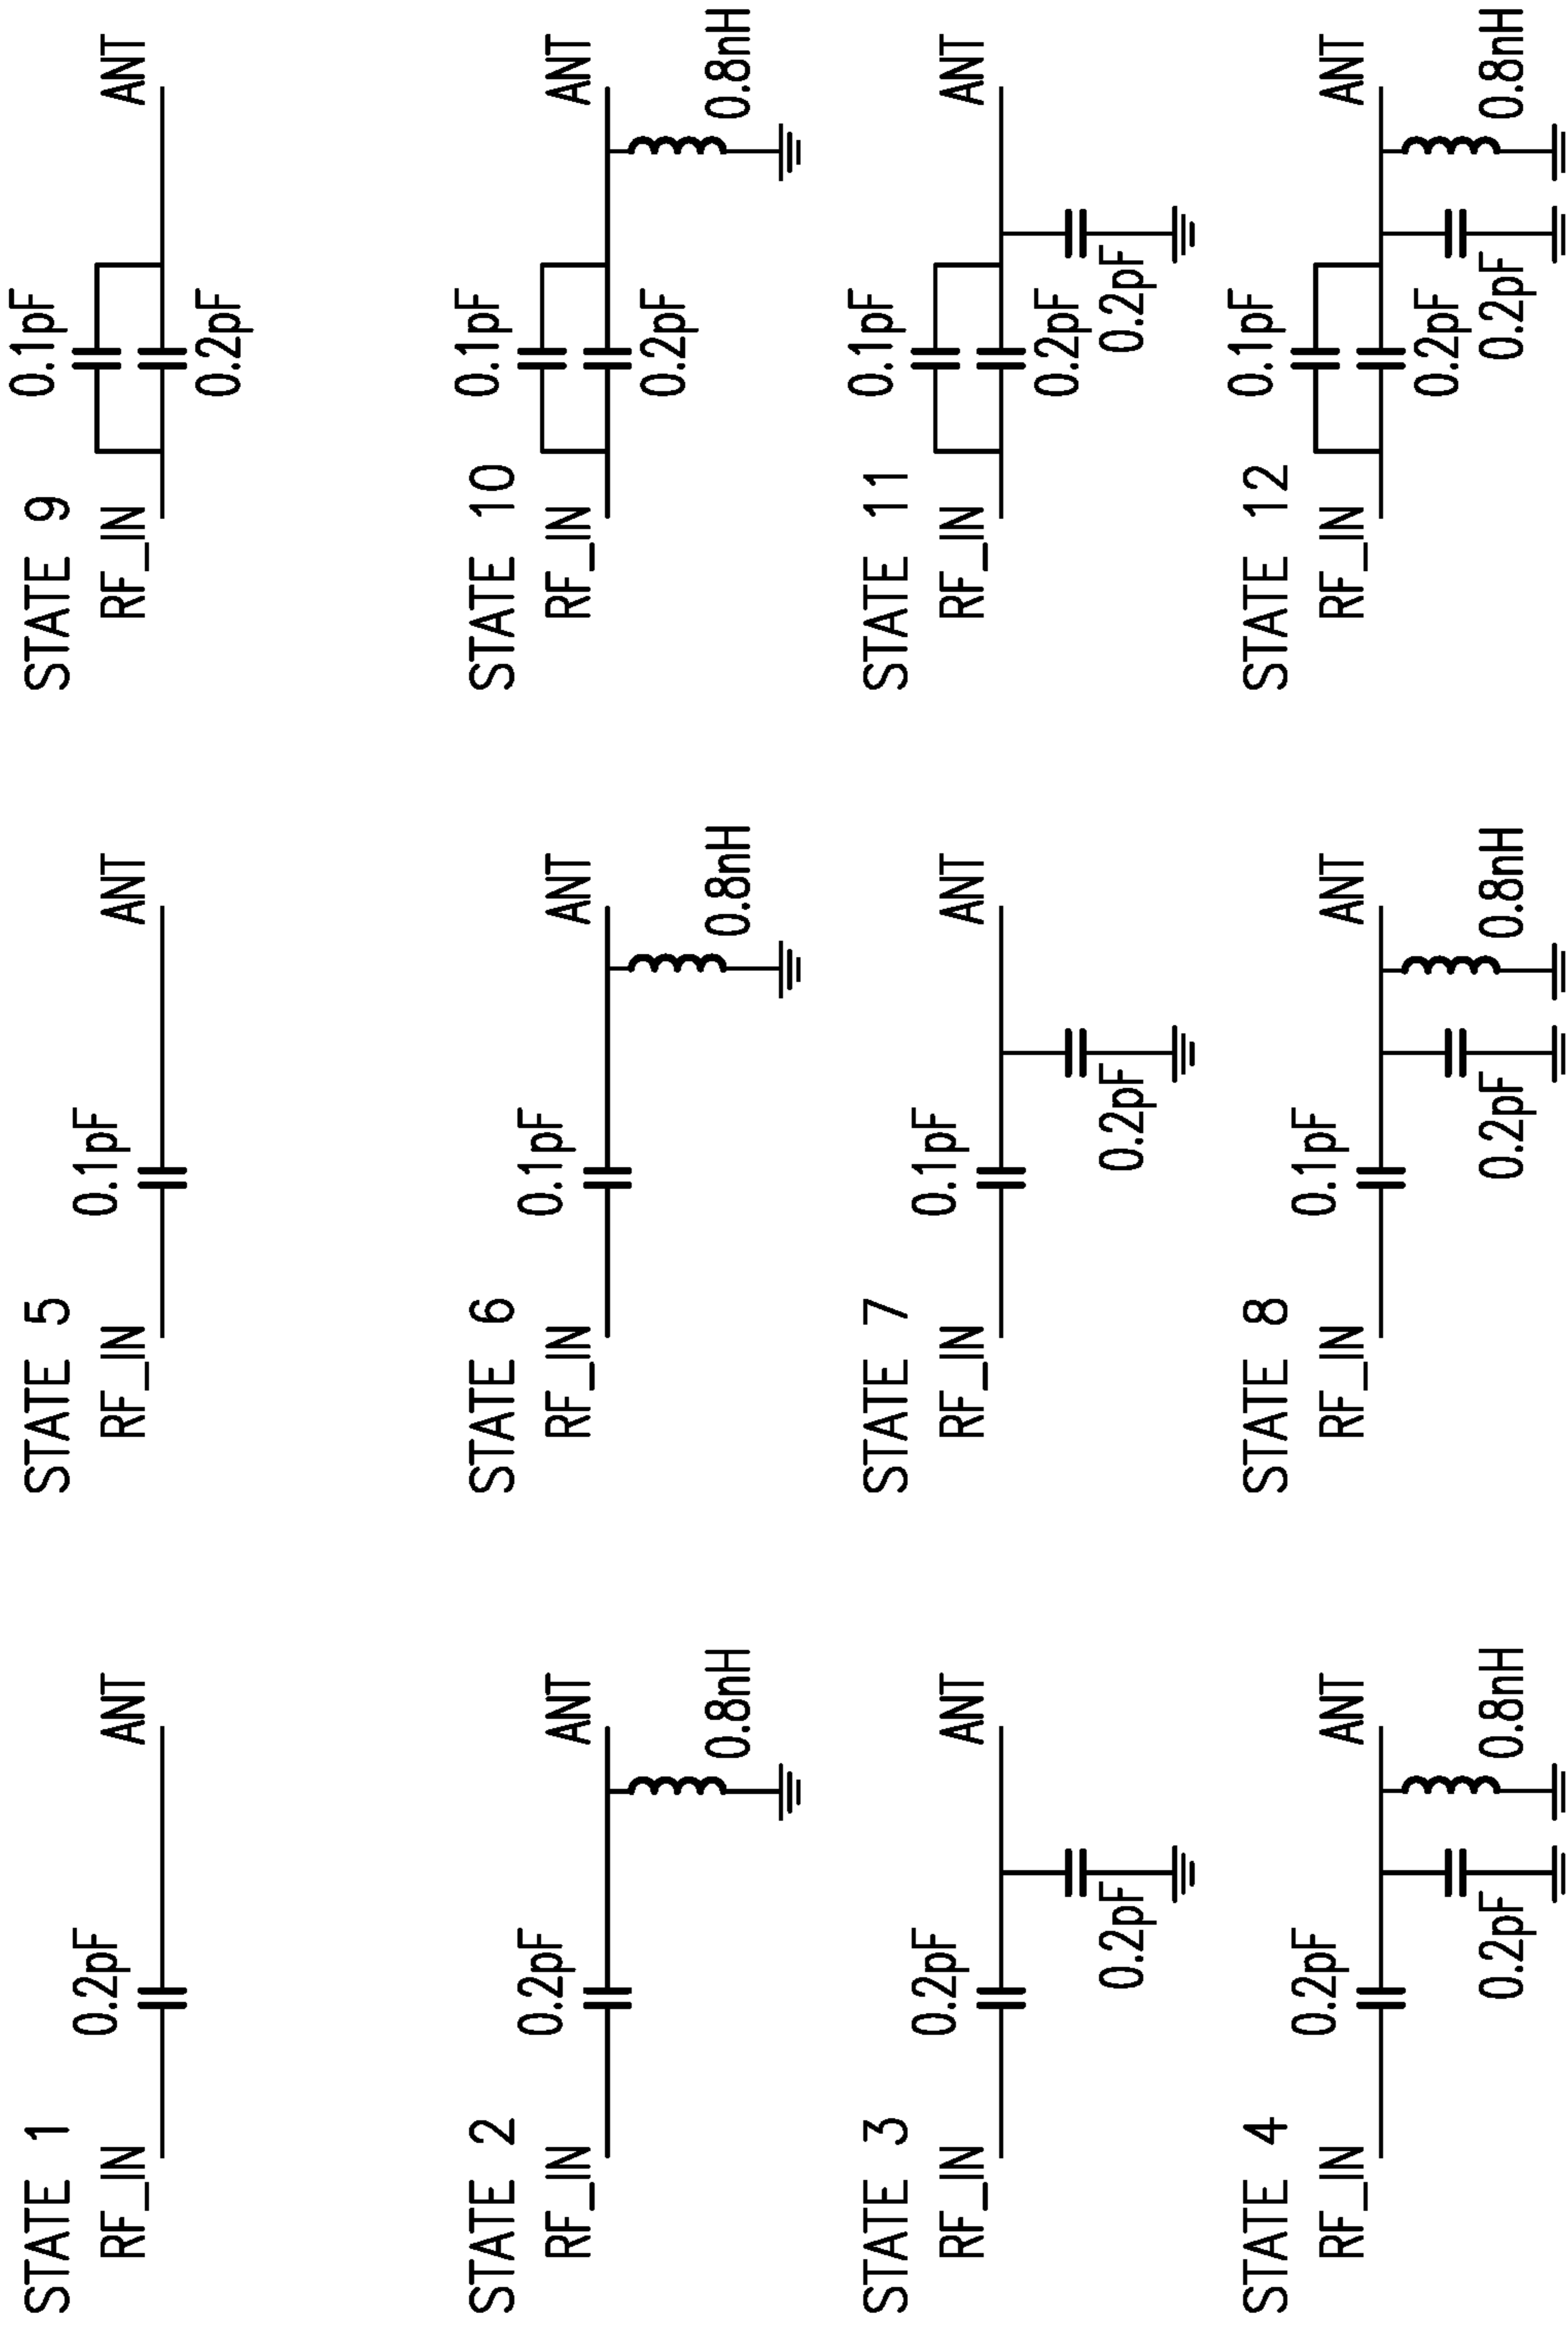 STATE 1
0.2pF
RF_IN
ANT
STATE 2
0.2pF
RF_IN
ANT
0.8nH
STATE 3
0.2pF
RF_IN
ANT
0.2pF
STATE 4
0.2pF
RF_IN
ANT
0.2pF
0.8nH
STATE 5
0.1pF
RF_IN
ANT
STATE 6
0.1pF
RF_IN
ANT
0.8nH
STATE 7
0.1pF
RF_IN
ANT
0.2pF
STATE 8
0.1pF
RF_IN
ANT
0.2pF
0.8nH
STATE 9
0.1pF
RF_IN
ANT
0.2pF
STATE 10
0.1pF
RF_IN
ANT
0.2pF
0.8nH
STATE 11
0.1pF
RF_IN
ANT
0.2pF
0.2pF
STATE 12
0.1pF
RF_IN
ANT
0.2pF
0.2pF
0.8nH